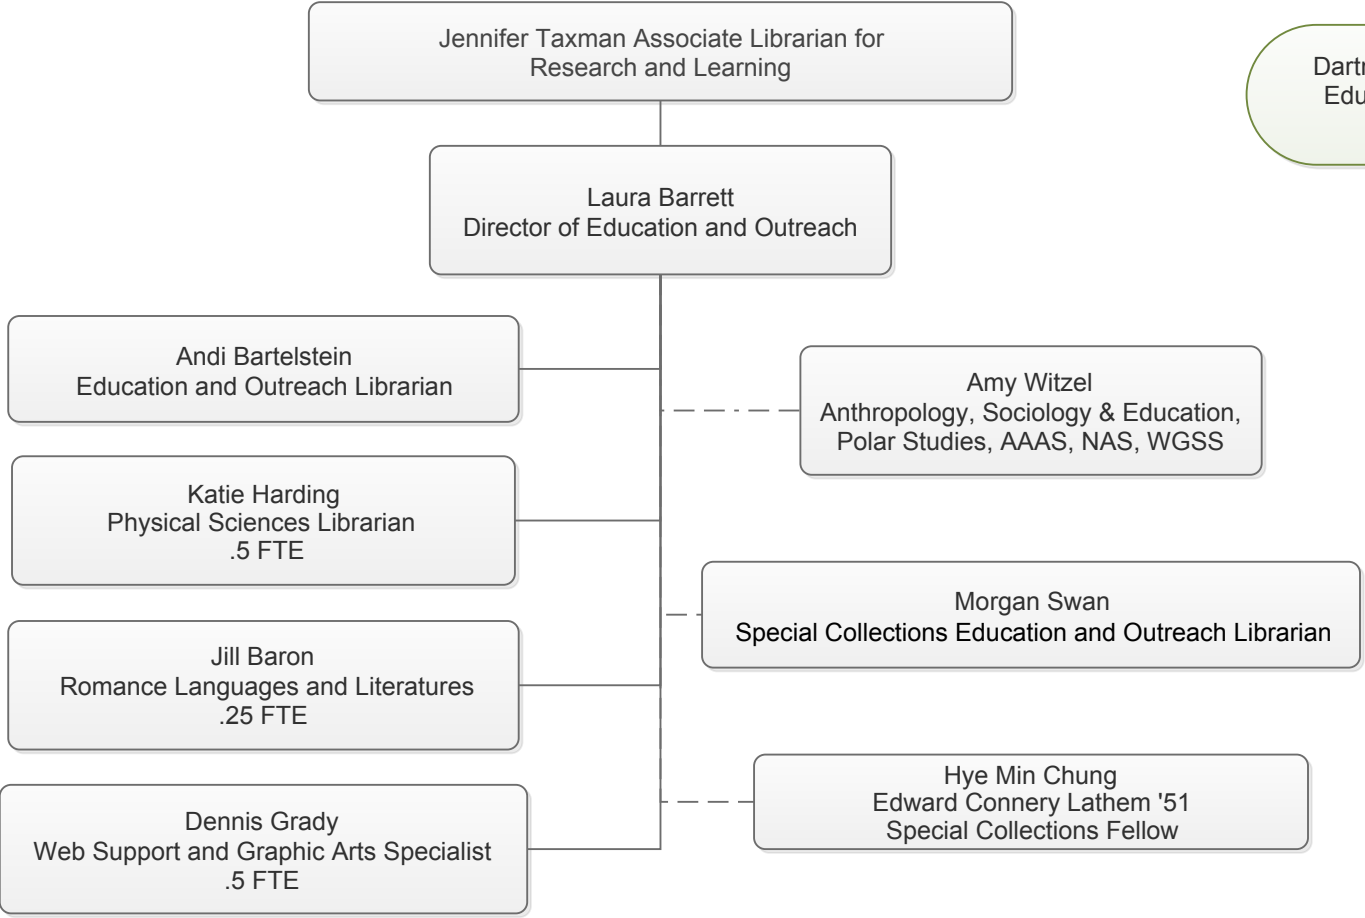 Jennifer Taxman Associate Librarian for
Research and Learning
Laura Barrett
Director of Education and Outreach
Andi Bartelstein
Education and Outreach Librarian
Amy Witzel
Anthropology, Sociology & Education,
Polar Studies, AAAS, NAS, WGSS
Katie Harding
Physical Sciences Librarian
.5 FTE
Morgan Swan
Special Collections Education and Outreach Librarian
Jill Baron
Romance Languages and Literatures
.25 FTE
Hye Min Chung
Edward Connery Lathem '51
Special Collections Fellow
Dennis Grady
Web Support and Graphic Arts Specialist
.5 FTE